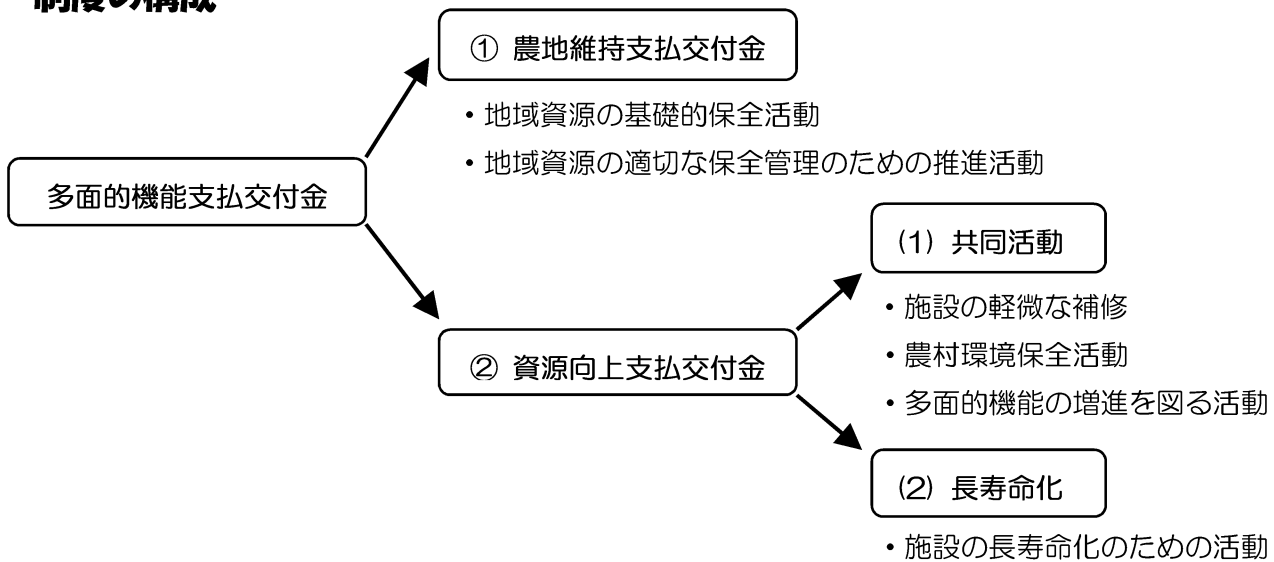 制度の構成
① 農地維持支払交付金
・地域資源の基礎的保全活動
・地域資源の適切な保全管理のための推進活動
多面的機能支払交付金
② 資源向上支払交付金
(1) 共同活動
・施設の軽微な補修
・農村環境保全活動
・多面的機能の増進を図る活動
(2) 長寿命化
・施設の長寿命化のための活動